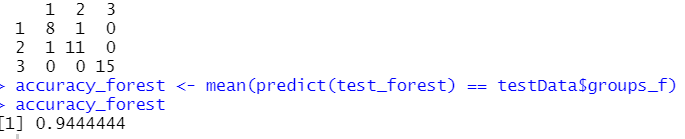 1 2 3
1 8 1 0
2 1 11 0
3 0 0 15
> accuracy_forest <- mean(predict(test_forest) == testData$groups_f)
> accuracy_forest
[1] 0.9444444